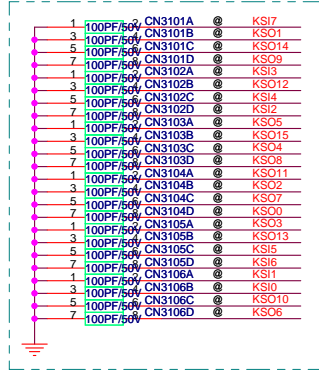 1 100PF/50V 2 CN3101A @ KSI7
3 100PF/50V 4 CN3101B @ KSO1
5 100PF/50V 6 CN3101C @ KSO14
7 100PF/50V 8 CN3101D @ KSO9
1 100PF/50V 2 CN3102A @ KSI3
3 100PF/50V 4 CN3102B @ KSO12
5 100PF/50V 6 CN3102C @ KSI4
7 100PF/50V 8 CN3102D @ KSI2
1 100PF/50V 2 CN3103A @ KSO5
3 100PF/50V 4 CN3103B @ KSO15
5 100PF/50V 6 CN3103C @ KSO4
7 100PF/50V 8 CN3103D @ KSO8
1 100PF/50V 2 CN3104A @ KSO11
3 100PF/50V 4 CN3104B @ KSO2
5 100PF/50V 6 CN3104C @ KSO7
7 100PF/50V 8 CN3104D @ KSO0
1 100PF/50V 2 CN3105A @ KSO3
3 100PF/50V 4 CN3105B @ KSO13
5 100PF/50V 6 CN3105C @ KSI5
7 100PF/50V 8 CN3105D @ KSI6
1 100PF/50V 2 CN3106A @ KSI1
3 100PF/50V 4 CN3106B @ KSI0
5 100PF/50V 6 CN3106C @ KSO10
7 100PF/50V 8 CN3106D @ KSO6